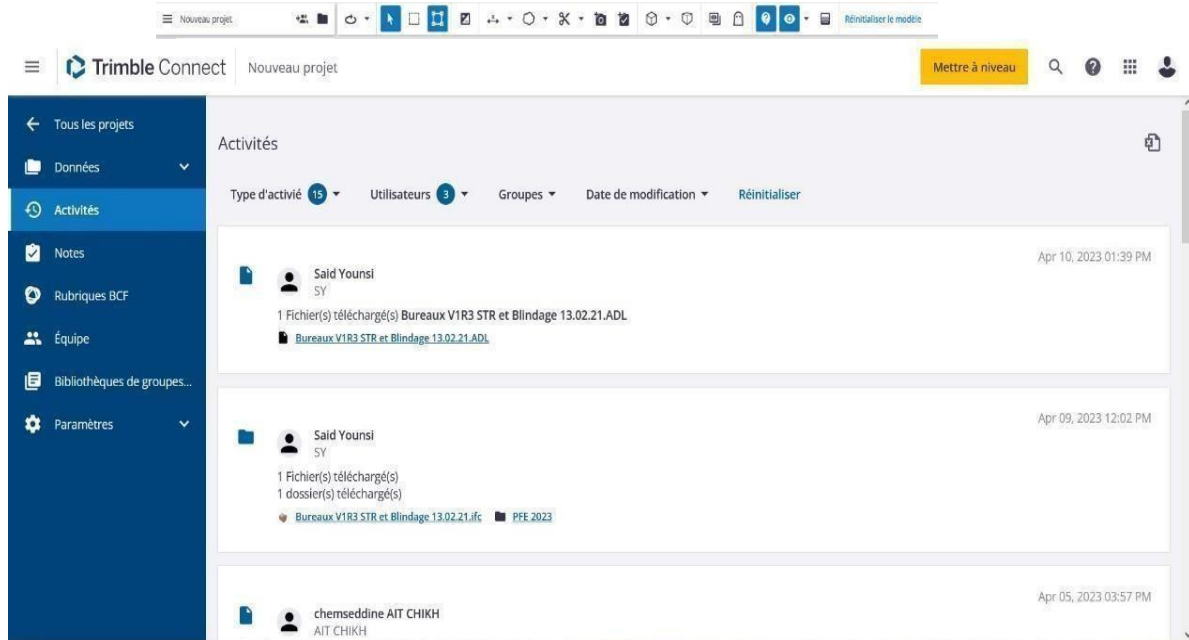 Nouveau projet
Réinitialiser le modèle
Trimble Connect
Nouveau projet
Mettre à niveau
Tous les projets
Données
Activités
Notes
Rubriques BCF
Équipe
Bibliothèques de groupes...
Paramètres
Activités
Type d'activié 15
Utilisateurs 3
Groupes
Date de modification
Réinitialiser
Apr 10, 2023 01:39 PM
Said Younsi
SY
1 Fichier(s) téléchargé(s) Bureaux V1R3 STR et Blindage 13.02.21.ADL
Bureaux V1R3 STR et Blindage 13.02.21.ADL
Apr 09, 2023 12:02 PM
Said Younsi
SY
1 Fichier(s) téléchargé(s)
1 dossier(s) téléchargé(s)
Bureaux V1R3 STR et Blindage 13.02.21.ifc PFE 2023
Apr 05, 2023 03:57 PM
chemseddine AIT CHIKH
AIT CHIKH